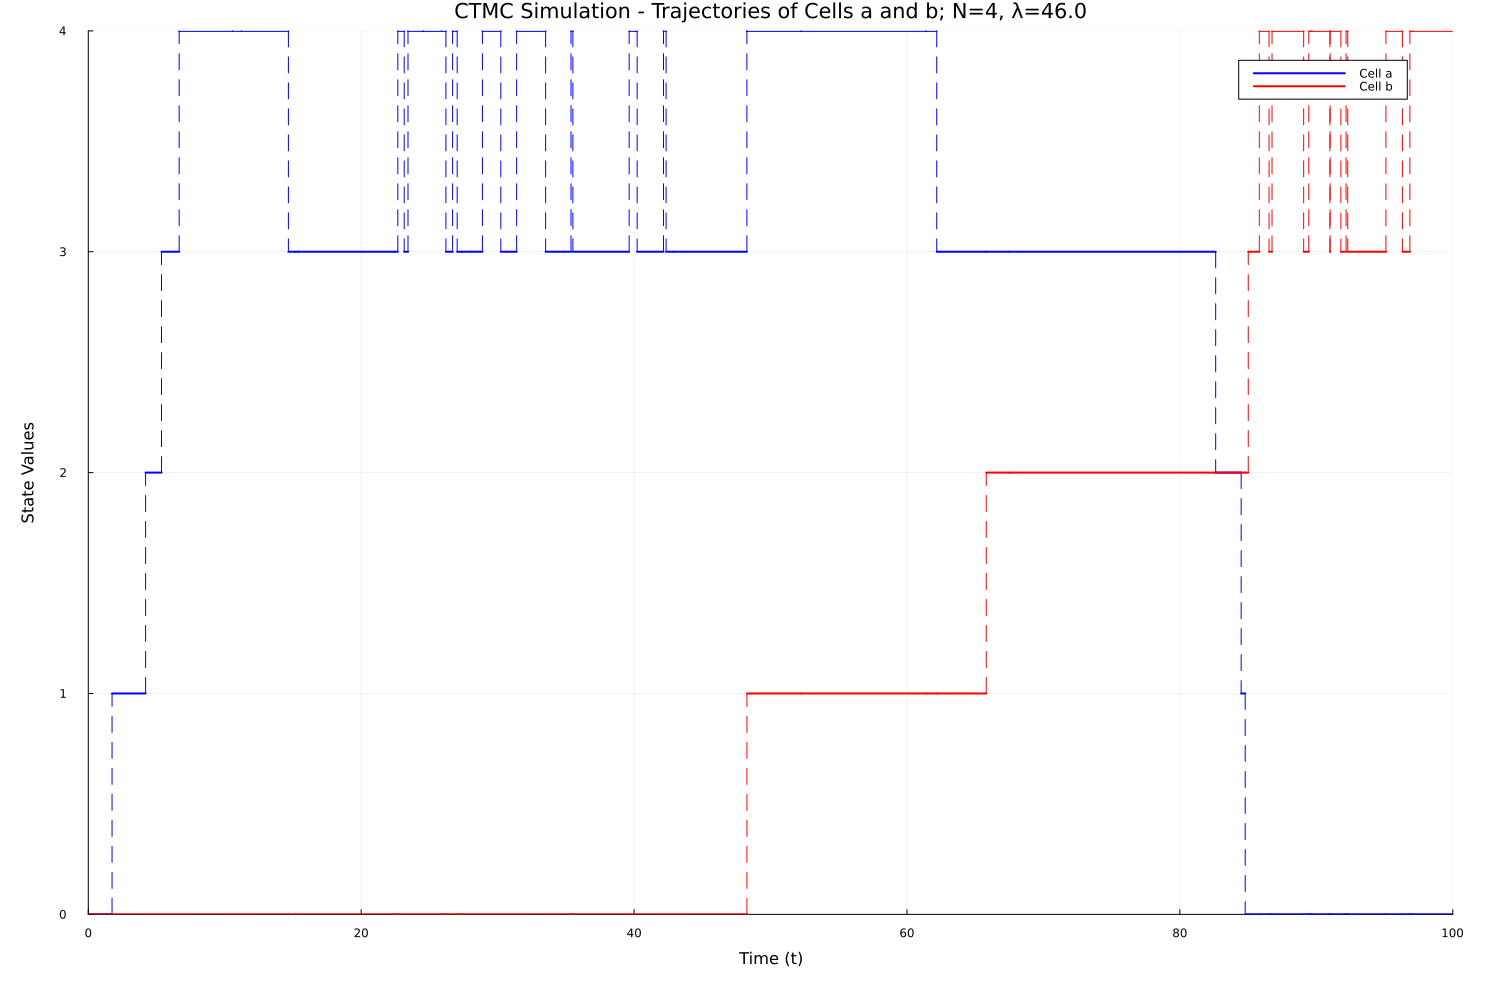 CTMC Simulation - Trajectories of Cells a and b; N=4, λ=46.0
4
Cell a
Cell b
3
State Values
2
1
0
0 20 40 60 80 100
Time (t)